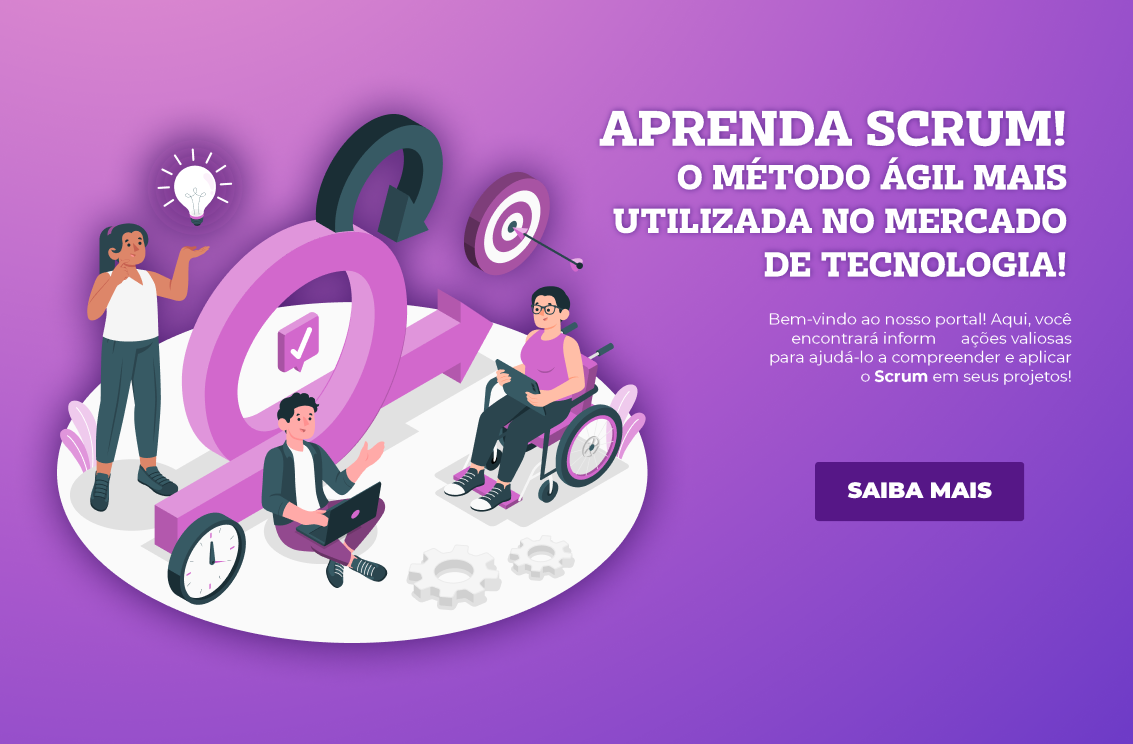 APRENDA SCRUM!
O MÉTODO ÁGIL MAIS
UTILIZADA NO MERCADO
DE TECNOLOGIA!
Bem-vindo ao nosso portal! Aqui, você
encontrará inform ações valiosas
para ajudá-lo a compreender e aplicar
o Scrum em seus projetos!
SAIBA MAIS